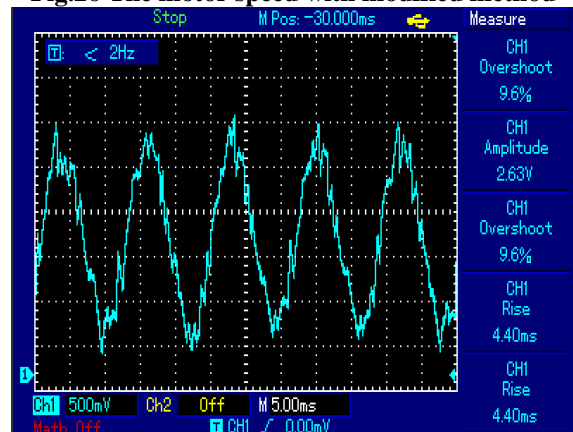 Fig.20 The motor speed with modified method
Stop M Pos: -30.000ms Measure
T: < 2Hz
CH1
Overshoot
9.6%
CH1
Amplitude
2.63V
CH1
Overshoot
9.6%
CH1
Rise
4.40ms
CH1
Rise
4.40ms
1
Ch1 500mV Ch2 Off M 5.00ms
Math Off T CH1 / 0.00mV